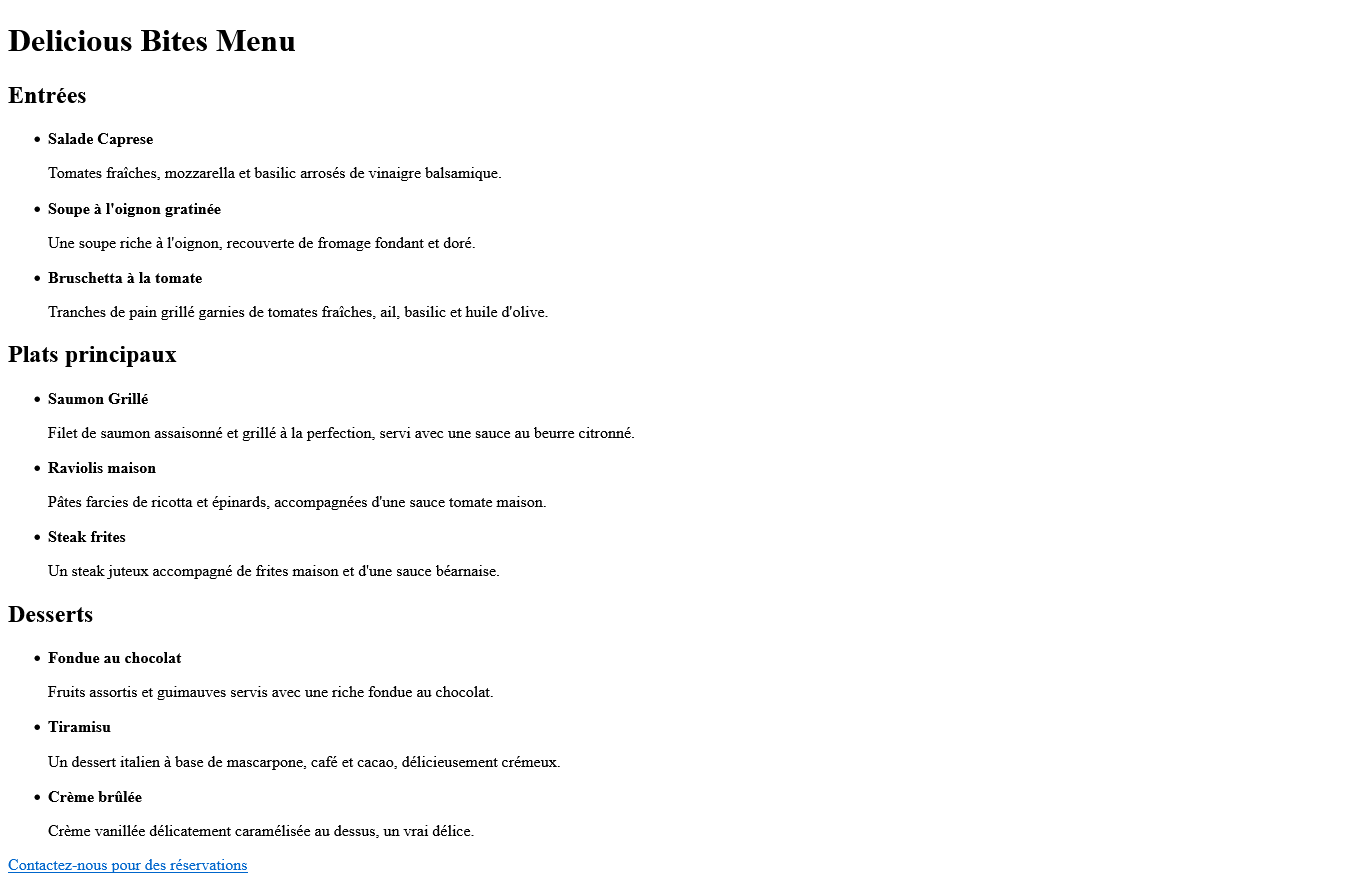 Delicious Bites Menu
Entrées
Salade Caprese
Tomates fraîches, mozzarella et basilic arrosés de vinaigre balsamique.
Soupe à l'oignon gratinée
Une soupe riche à l'oignon, recouverte de fromage fondant et doré.
Bruschetta à la tomate
Tranches de pain grillé garnies de tomates fraîches, ail, basilic et huile d'olive.
Plats principaux
Saumon Grillé
Filet de saumon assaisonné et grillé à la perfection, servi avec une sauce au beurre citronné.
Raviolis maison
Pâtes farcies de ricotta et épinards, accompagnées d'une sauce tomate maison.
Steak frites
Un steak juteux accompagné de frites maison et d'une sauce béarnaise.
Desserts
Fondue au chocolat
Fruits assortis et guimauves servis avec une riche fondue au chocolat.
Tiramisu
Un dessert italien à base de mascarpone, café et cacao, délicieusement crémeux.
Crème brûlée
Crème vanillée délicatement caramélisée au dessus, un vrai délice.
Contactez-nous pour des réservations